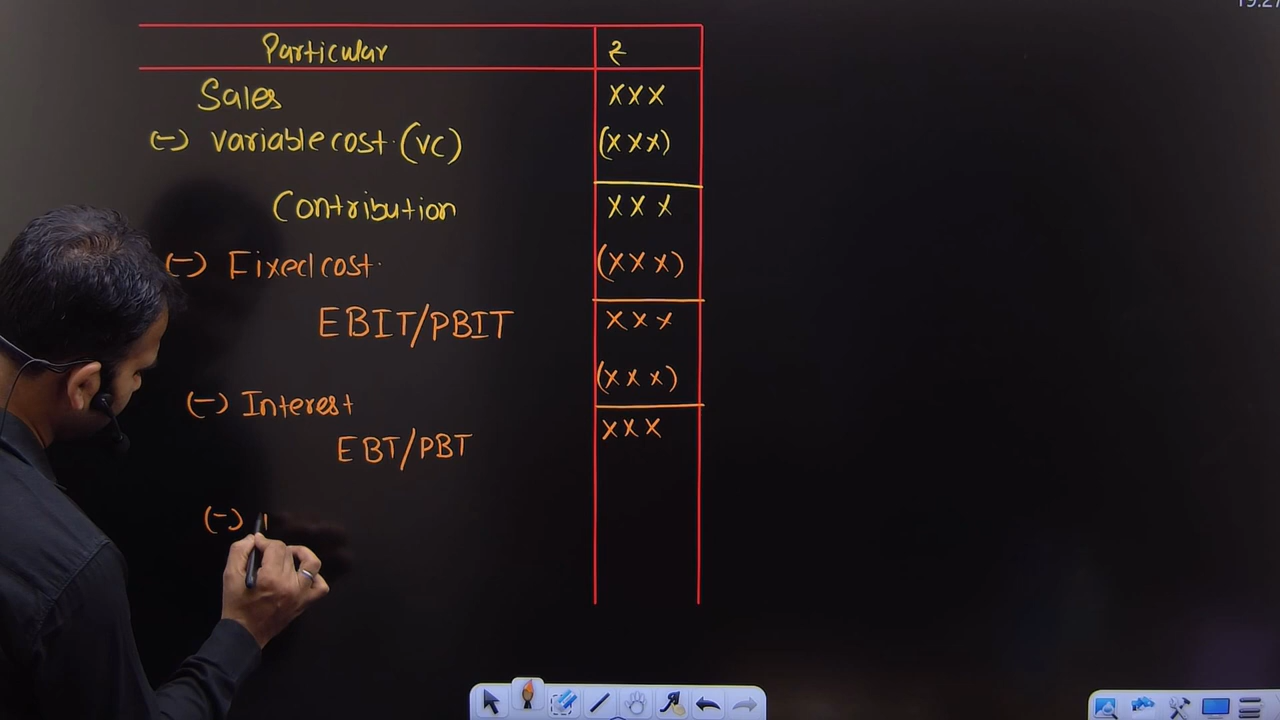 Particular ₹
Sales XXX
(-) Variable cost (VC) (XXX)
Contribution XXX
(-) Fixed cost (XXX)
EBIT/PBIT XXX
(-) Interest (XXX)
EBT/PBT XXX
(-)